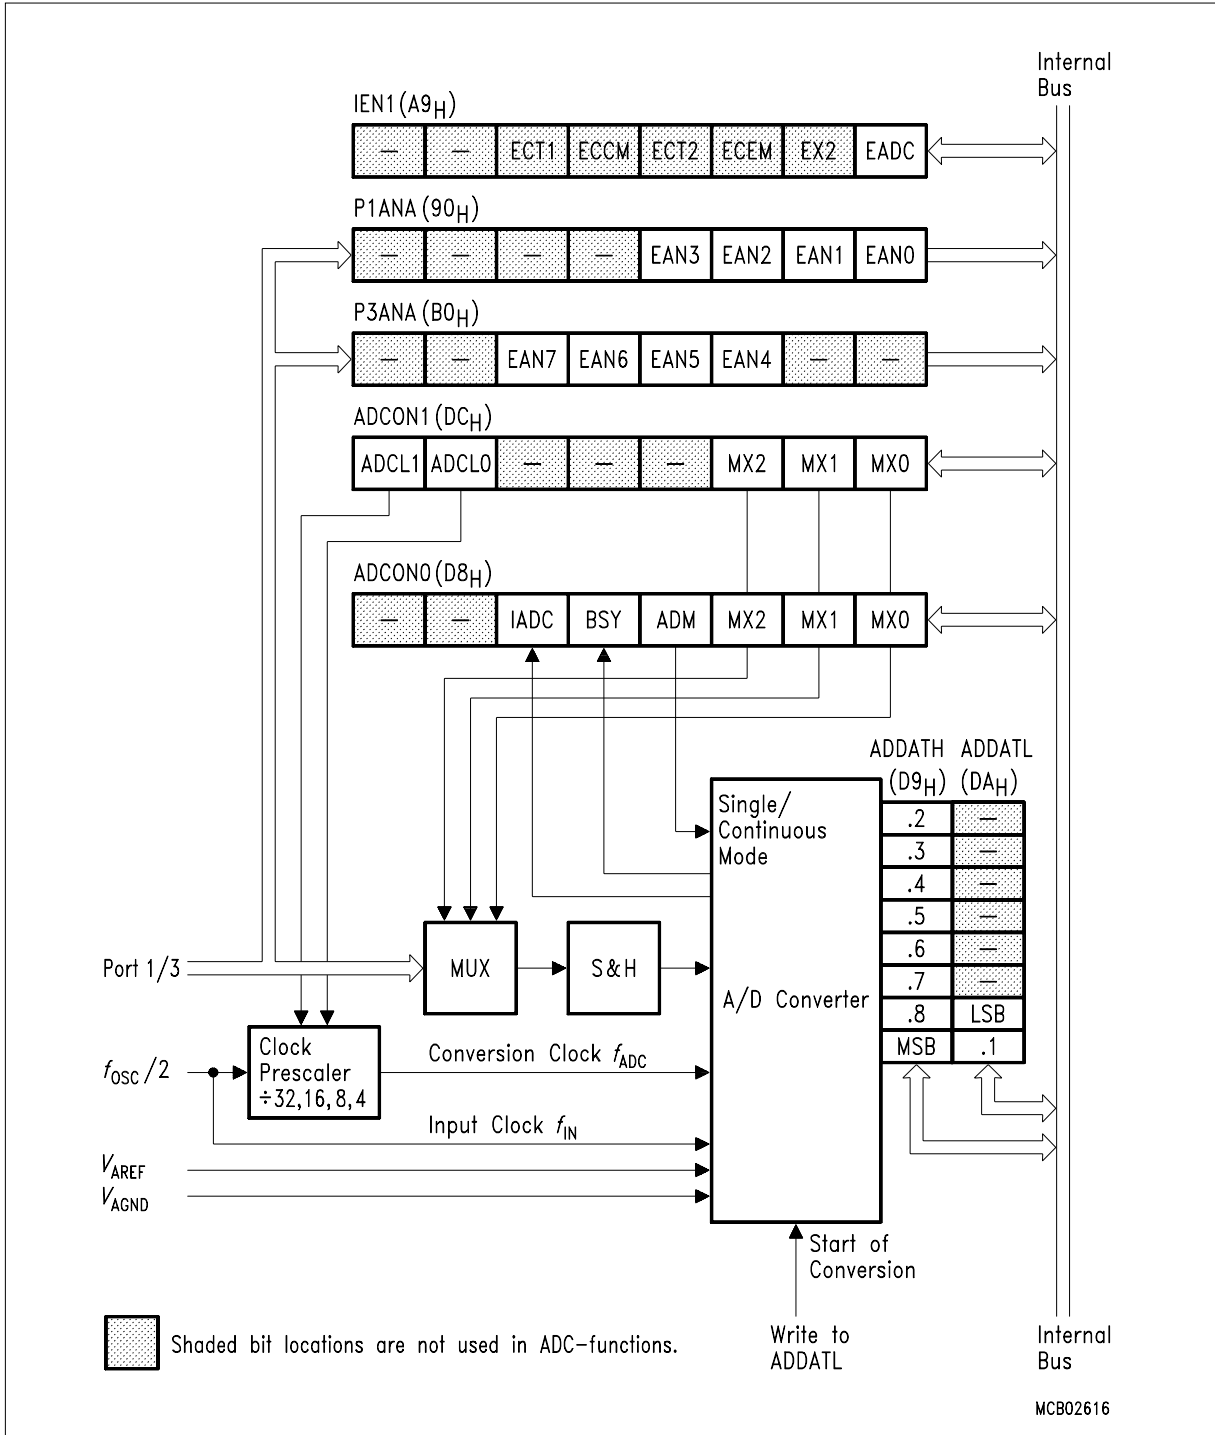 Internal
Bus
IEN1 (A9H)
— — ECT1 ECCM ECT2 ECEM EX2 EADC
P1ANA (90H)
— — — — EAN3 EAN2 EAN1 EAN0
P3ANA (B0H)
— — EAN7 EAN6 EAN5 EAN4 — —
ADCON1 (DCH)
ADCL1 ADCL0 — — — MX2 MX1 MX0
ADCON0 (D8H)
— — IADC BSY ADM MX2 MX1 MX0
ADDATH ADDATL
(D9H) (DAH)
Single/
Continuous
Mode
.2 —
.3 —
.4 —
.5 —
.6 —
.7 —
.8 LSB
MSB .1
Port 1/3
MUX
S&H
A/D Converter
fOSC/2
Clock
Prescaler
÷32,16,8,4
Conversion Clock fADC
Input Clock fIN
VAREF
VAGND
Start of
Conversion
Write to
ADDATL
Internal
Bus
Shaded bit locations are not used in ADC-functions.
MCB02616